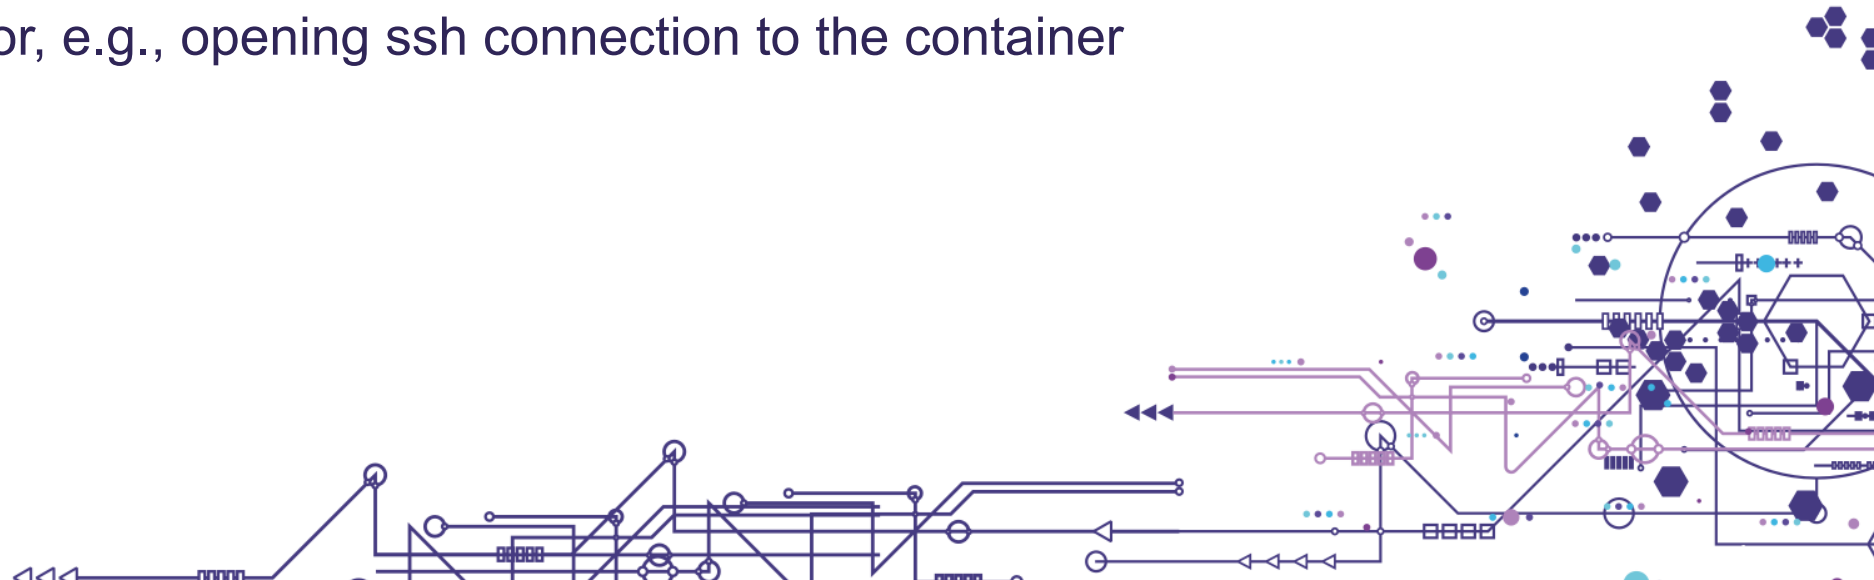 or, e.g., opening ssh connection to the container